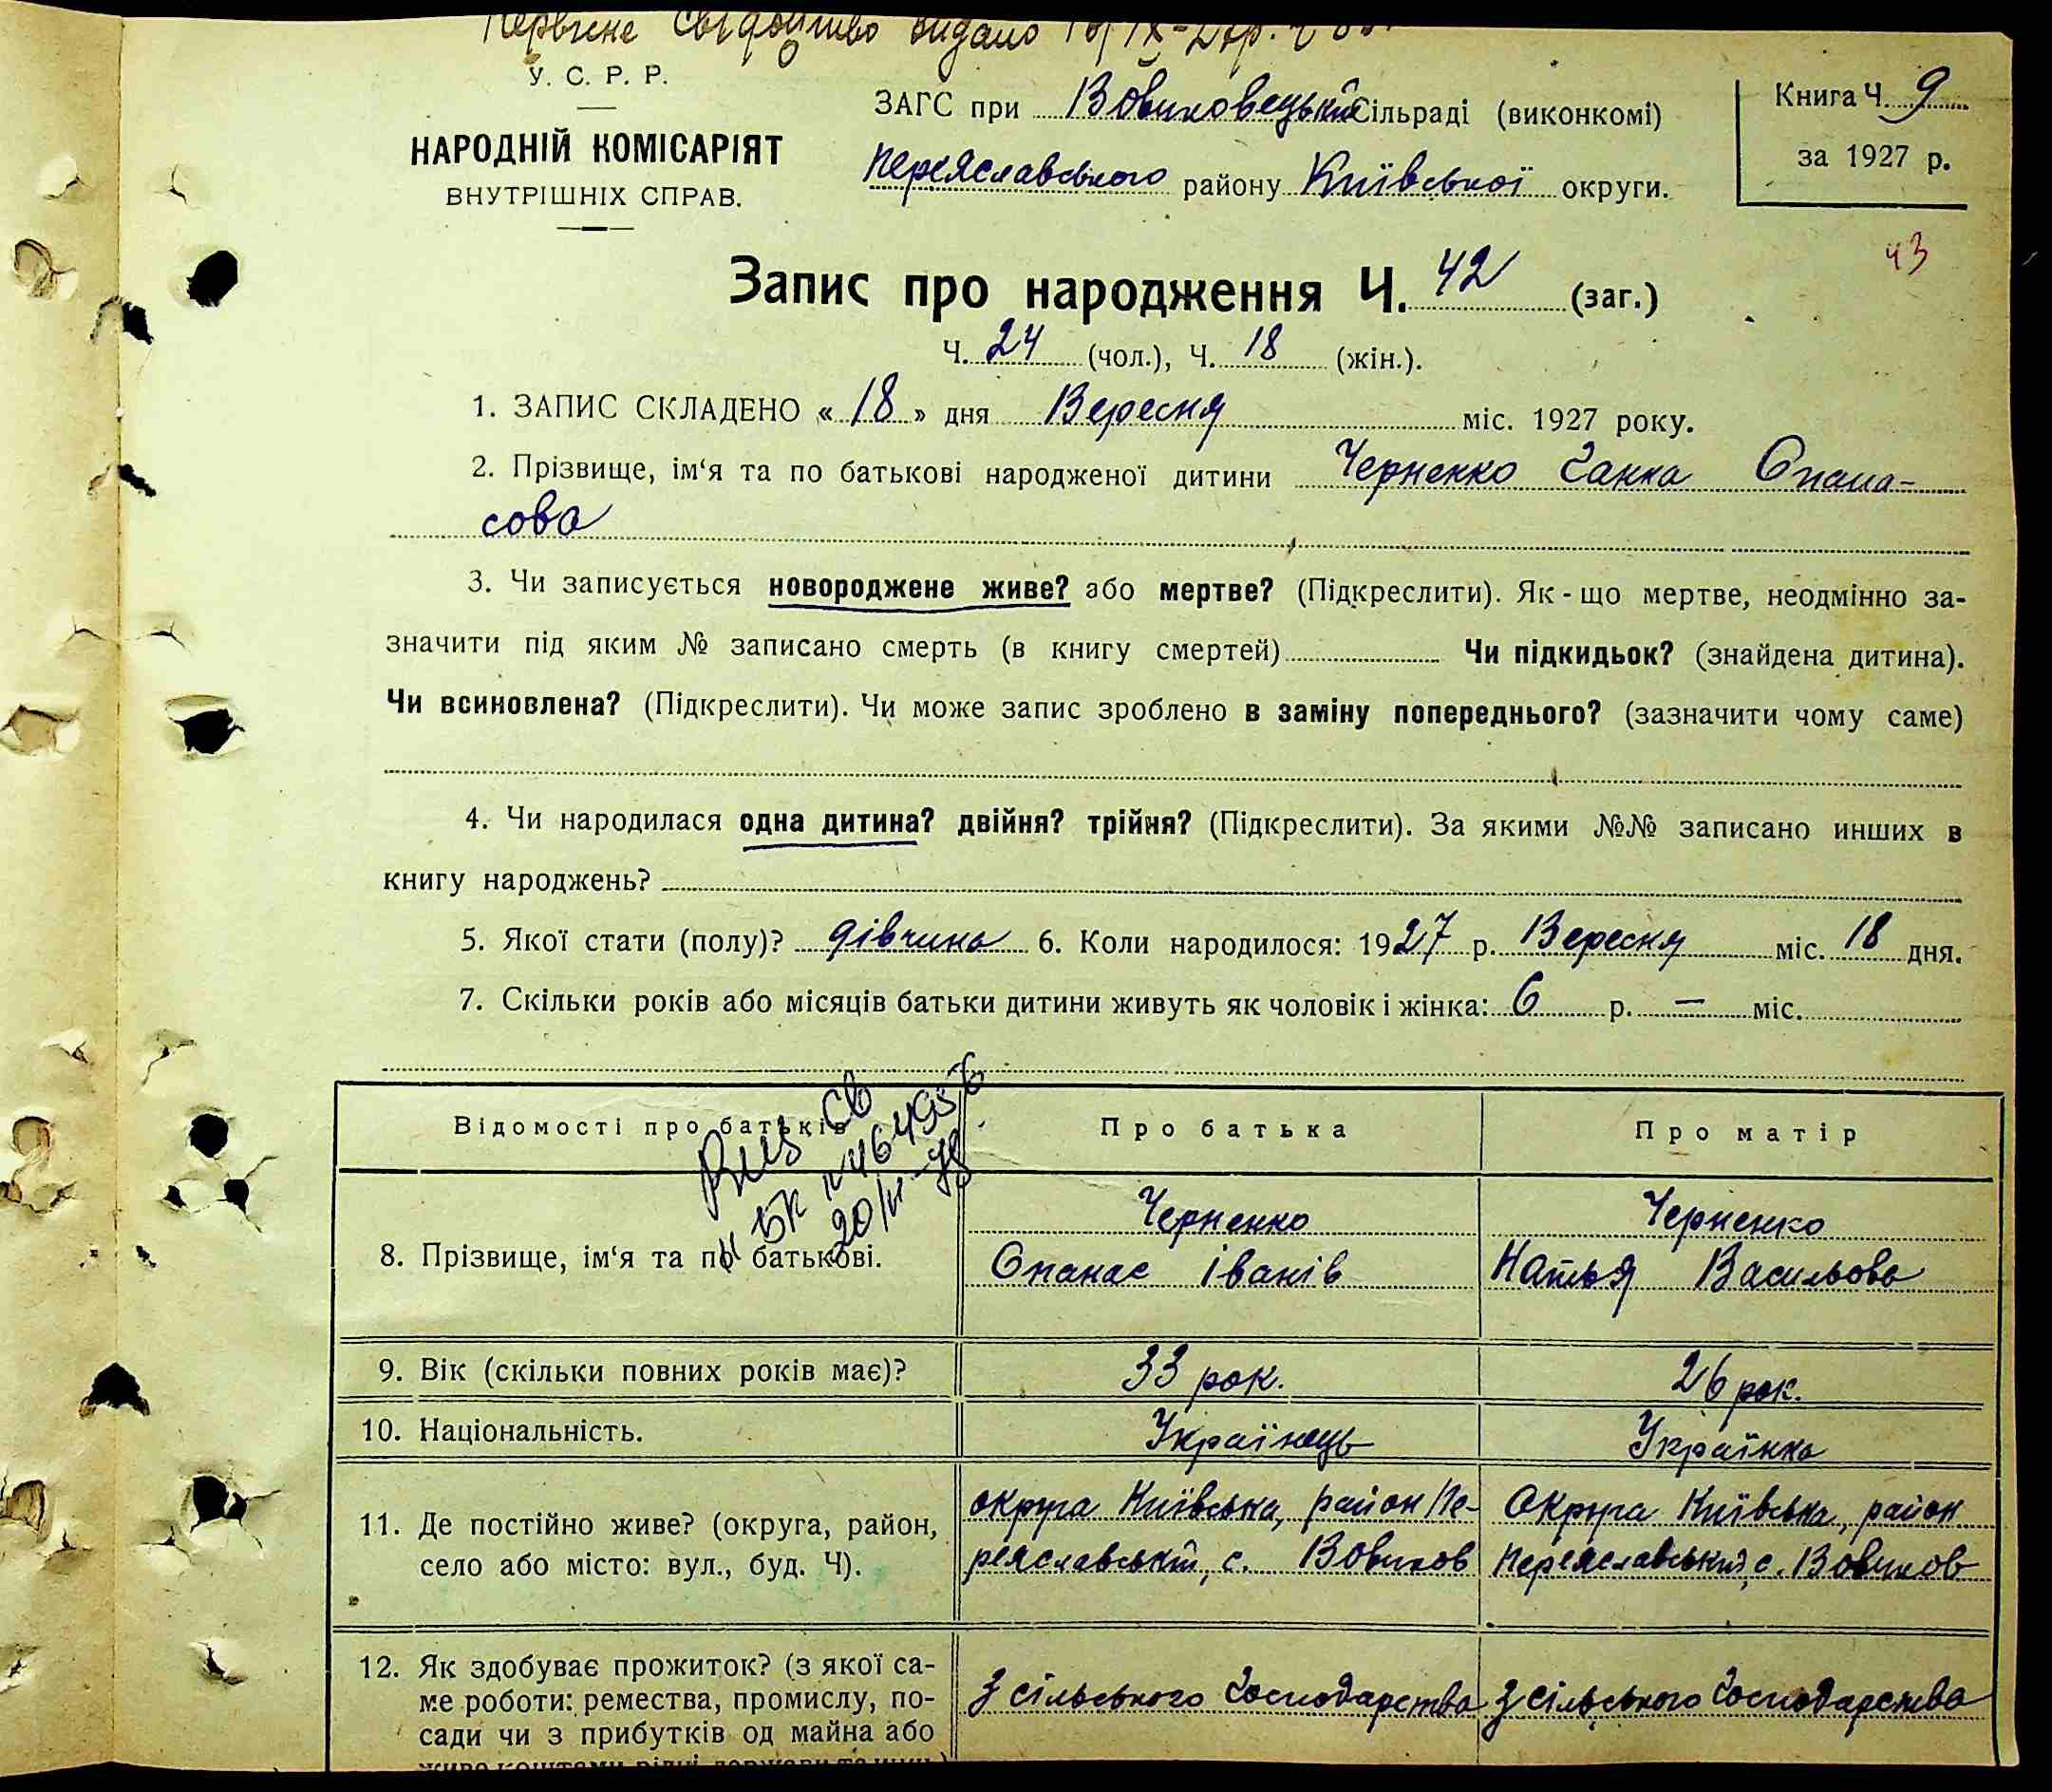 Первісне свідоцтво видано 18/IX-27р.
У. С. Р. Р.
НАРОДНІЙ КОМІСАРІЯТ
ВНУТРІШНІХ СПРАВ.
ЗАГС при Вовчковецькій Сільраді (виконкомі)
Переяславського району Київської округи.
Книга Ч. 9
за 1927 р.
43
Запис про народження Ч. 42 (заг.)
Ч. 24 (чол.), Ч. 18 (жін.).
1. ЗАПИС СКЛАДЕНО « 18 » дня Вересня міс. 1927 року.
2. Прізвище, ім‘я та по батькові народженої дитини Черненко Ганна Опана-
сова
3. Чи записується новороджене живе? або мертве? (Підкреслити). Як-що мертве, неодмінно за-
значити під яким № записано смерть (в книгу смертей) Чи підкидьок? (знайдена дитина).
Чи всиновлена? (Підкреслити). Чи може запис зроблено в заміну попереднього? (зазначити чому саме)
4. Чи народилася одна дитина? двійня? трійня? (Підкреслити). За якими №№ записано инших в
книгу народжень?
5. Якої стати (полу)? дівчина 6. Коли народилося: 1927 р. Вересня міс. 18 дня.
7. Скільки років або місяців батьки дитини живуть як чоловік і жінка: 6 р. — міс.
Відомості про батьків
Про батька
Про матір
8. Прізвище, ім‘я та по батькові.
Черненко
Опанас Іванів
Черненко
Натья Васильова
9. Вік (скільки повних років має)?
33 рок.
26 рок.
10. Національність.
Українець
Українка
11. Де постійно живе? (округа, район,
село або місто: вул., буд. Ч).
округа Київська, район Пе-
реяславський, с. Вовчков
Округа Київська, район
Переяславський, с. Вовчков
12. Як здобуває прожиток? (з якої са-
ме роботи: ремества, промислу, по-
сади чи з прибутків од майна або
З сільського Господарства
З сільського Господарства